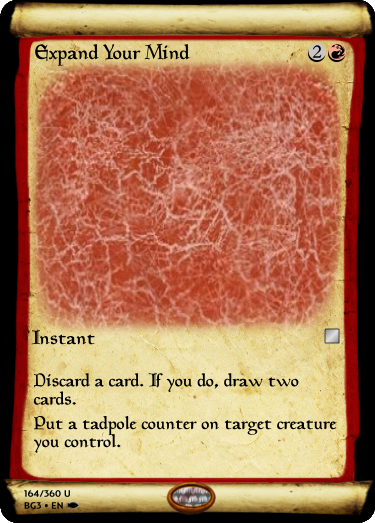 Expand Your Mind 2
Instant
Discard a card. If you do, draw two
cards.
Put a tadpole counter on target creature
you control.
164/360 U
BG3 • EN